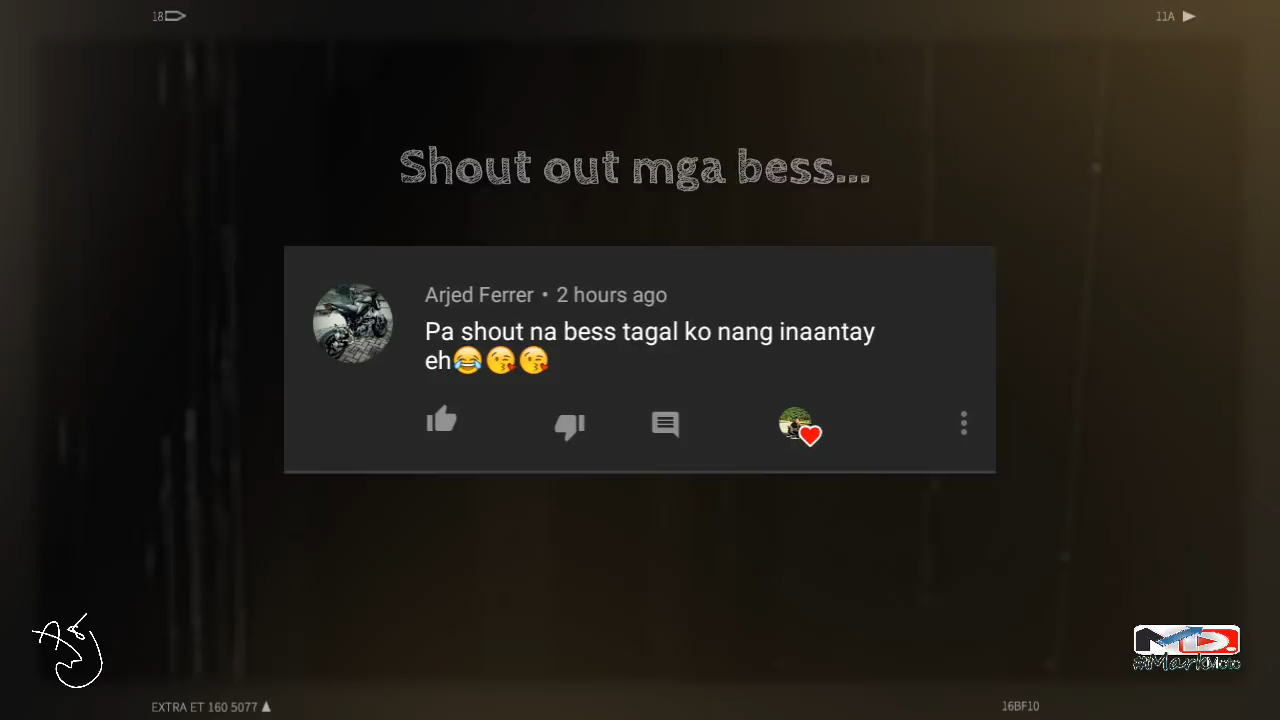 18
11A
Shout out mga bess...
Arjed Ferrer • 2 hours ago
Pa shout na bess tagal ko nang inaantay
eh😂😘😘
MD.
EXTRA ET 160 5077
16BF10